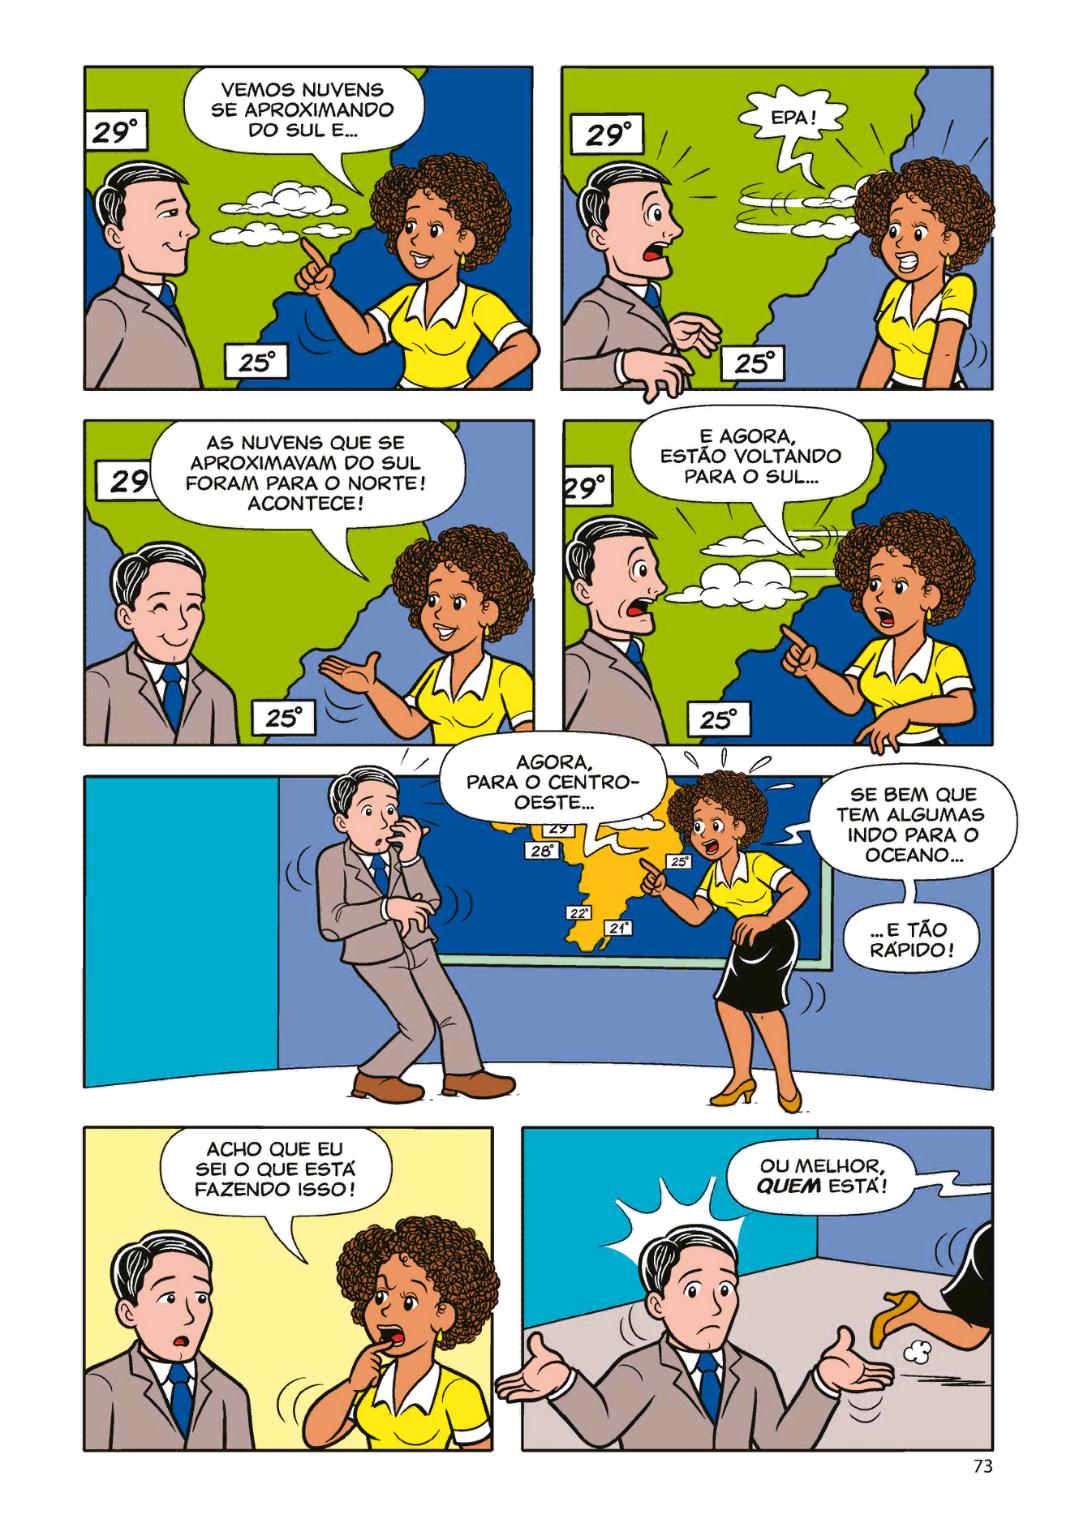 VEMOS NUVENS
SE APROXIMANDO
DO SUL E...
29°
25°
EPA!
29°
25°
AS NUVENS QUE SE
APROXIMAVAM DO SUL
FORAM PARA O NORTE!
ACONTECE!
29
25°
E AGORA,
ESTÃO VOLTANDO
PARA O SUL...
29°
25°
AGORA,
PARA O CENTRO-
OESTE...
SE BEM QUE
TEM ALGUMAS
INDO PARA O
OCEANO...
...E TÃO
RÁPIDO!
29
28°
25°
22°
21°
ACHO QUE EU
SEI O QUE ESTÁ
FAZENDO ISSO!
OU MELHOR,
QUEM ESTÁ!
73